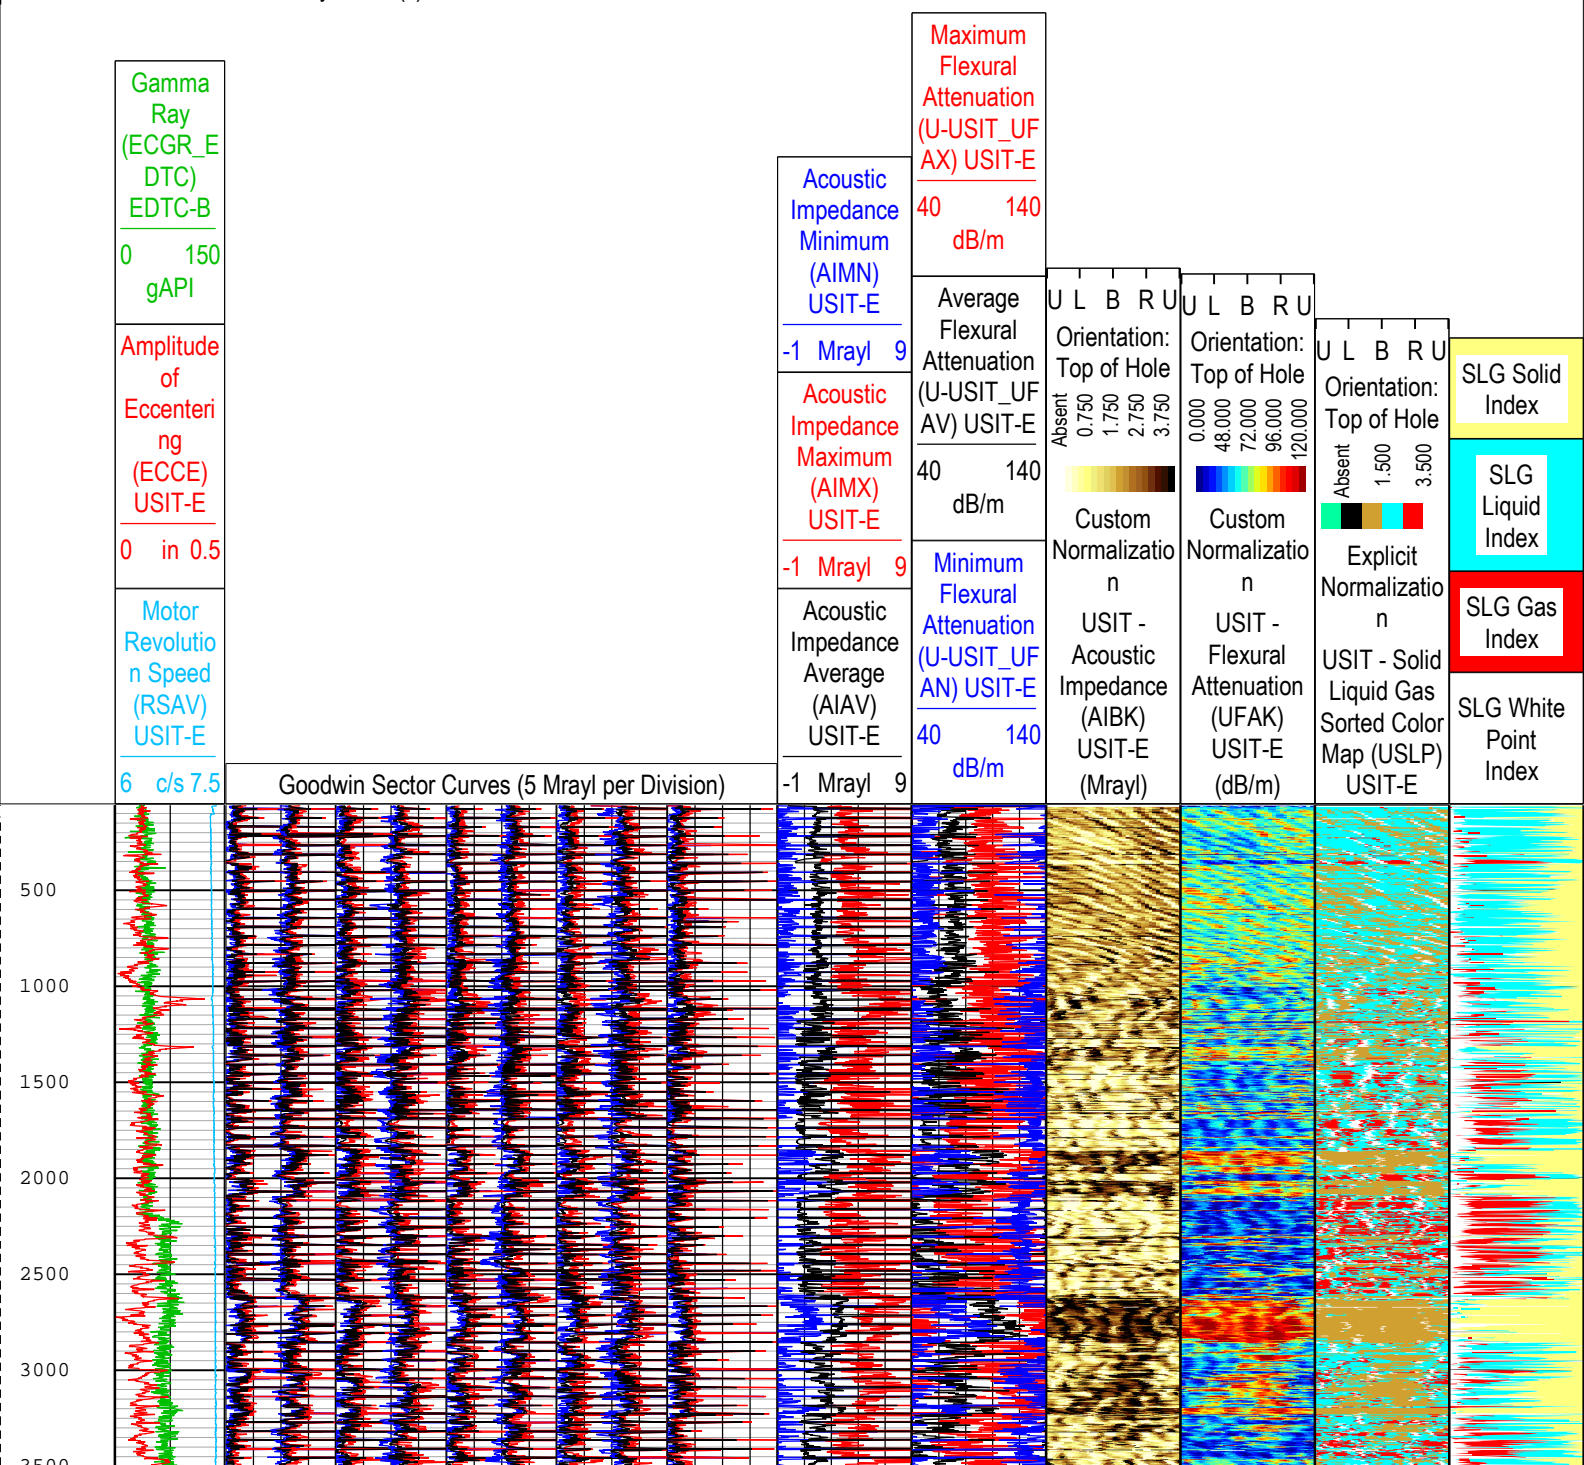 Gamma
Ray
(ECGR_E
DTC)
EDTC-B
0 150
gAPI
Amplitude
of
Eccenteri
ng
(ECCE)
USIT-E
0 in 0.5
Motor
Revolutio
n Speed
(RSAV)
USIT-E
6 c/s 7.5
Goodwin Sector Curves (5 Mrayl per Division)
Acoustic
Impedance
Minimum
(AIMN)
USIT-E
-1 Mrayl 9
Acoustic
Impedance
Maximum
(AIMX)
USIT-E
-1 Mrayl 9
Acoustic
Impedance
Average
(AIAV)
USIT-E
-1 Mrayl 9
Maximum
Flexural
Attenuation
(U-USIT_UF
AX) USIT-E
40 140
dB/m
Average
Flexural
Attenuation
(U-USIT_UF
AV) USIT-E
40 140
dB/m
Minimum
Flexural
Attenuation
(U-USIT_UF
AN) USIT-E
40 140
dB/m
U L B R U
Orientation:
Top of Hole
Absent
0.750
1.750
2.750
3.750
Custom
Normalizatio
n
USIT -
Acoustic
Impedance
(AIBK)
USIT-E
(Mrayl)
U L B R U
Orientation:
Top of Hole
0.000
48.000
72.000
96.000
120.000
Custom
Normalizatio
n
USIT -
Flexural
Attenuation
(UFAK)
USIT-E
(dB/m)
U L B R U
Orientation:
Top of Hole
Absent
1.500
3.500
Explicit
Normalizatio
n
USIT - Solid
Liquid Gas
Sorted Color
Map (USLP)
USIT-E
SLG Solid
Index
SLG
Liquid
Index
SLG Gas
Index
SLG White
Point
Index
500
1000
1500
2000
2500
3000
3500